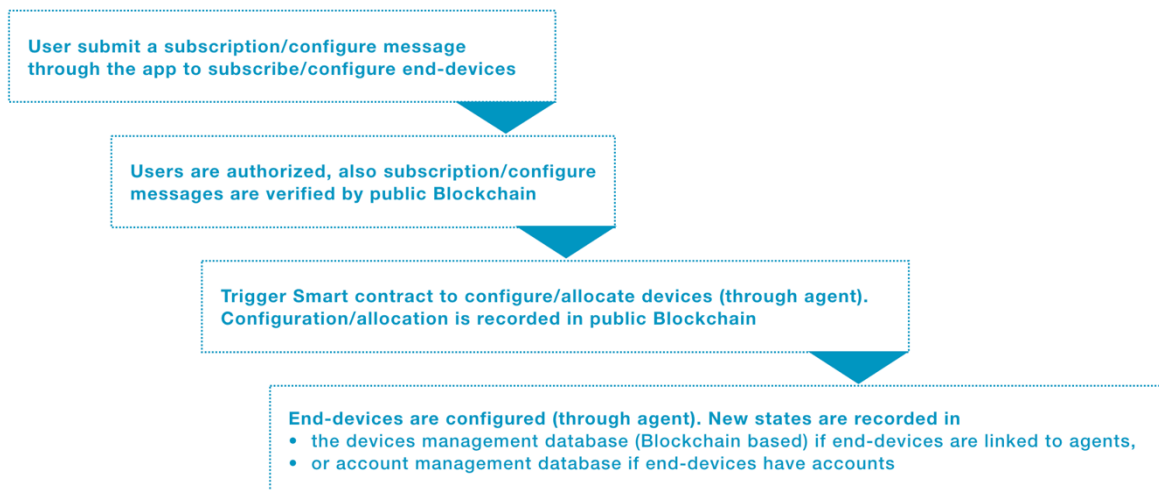 User submit a subscription/configure message
through the app to subscribe/configure end-devices
Users are authorized, also subscription/configure
messages are verified by public Blockchain
Trigger Smart contract to configure/allocate devices (through agent).
Configuration/allocation is recorded in public Blockchain
End-devices are configured (through agent). New states are recorded in
• the devices management database (Blockchain based) if end-devices are linked to agents,
• or account management database if end-devices have accounts